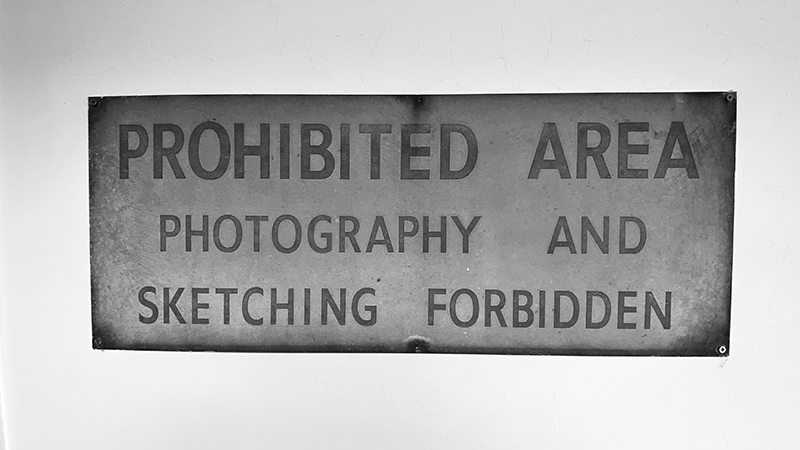 PROHIBITED AREA
PHOTOGRAPHY AND
SKETCHING FORBIDDEN